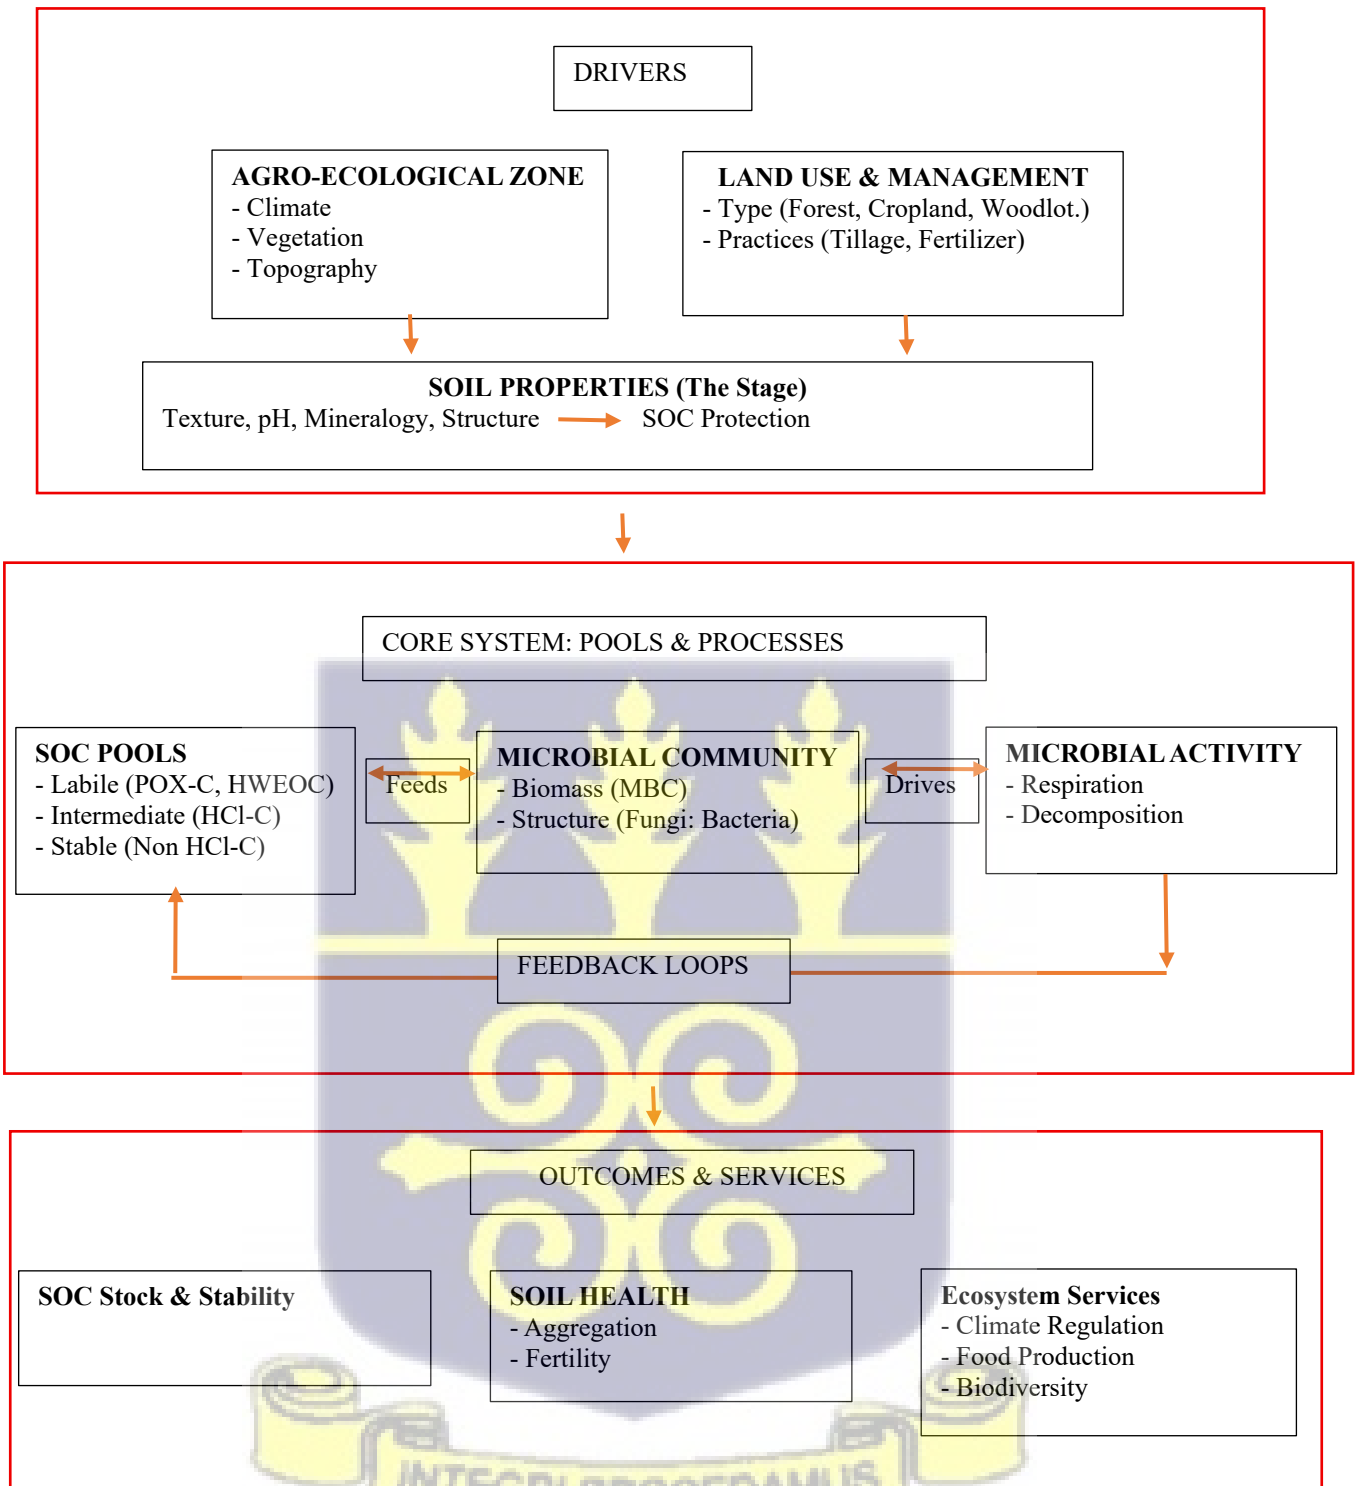 DRIVERS
AGRO-ECOLOGICAL ZONE
- Climate
- Vegetation
- Topography
LAND USE & MANAGEMENT
- Type (Forest, Cropland, Woodlot.)
- Practices (Tillage, Fertilizer)
SOIL PROPERTIES (The Stage)
Texture, pH, Mineralogy, Structure SOC Protection
CORE SYSTEM: POOLS & PROCESSES
SOC POOLS
- Labile (POX-C, HWEOC)
- Intermediate (HCl-C)
- Stable (Non HCl-C)
Feeds
MICROBIAL COMMUNITY
- Biomass (MBC)
- Structure (Fungi: Bacteria)
Drives
MICROBIAL ACTIVITY
- Respiration
- Decomposition
FEEDBACK LOOPS
OUTCOMES & SERVICES
SOC Stock & Stability
SOIL HEALTH
- Aggregation
- Fertility
Ecosystem Services
- Climate Regulation
- Food Production
- Biodiversity
INTEGRI PROCEDAMUS